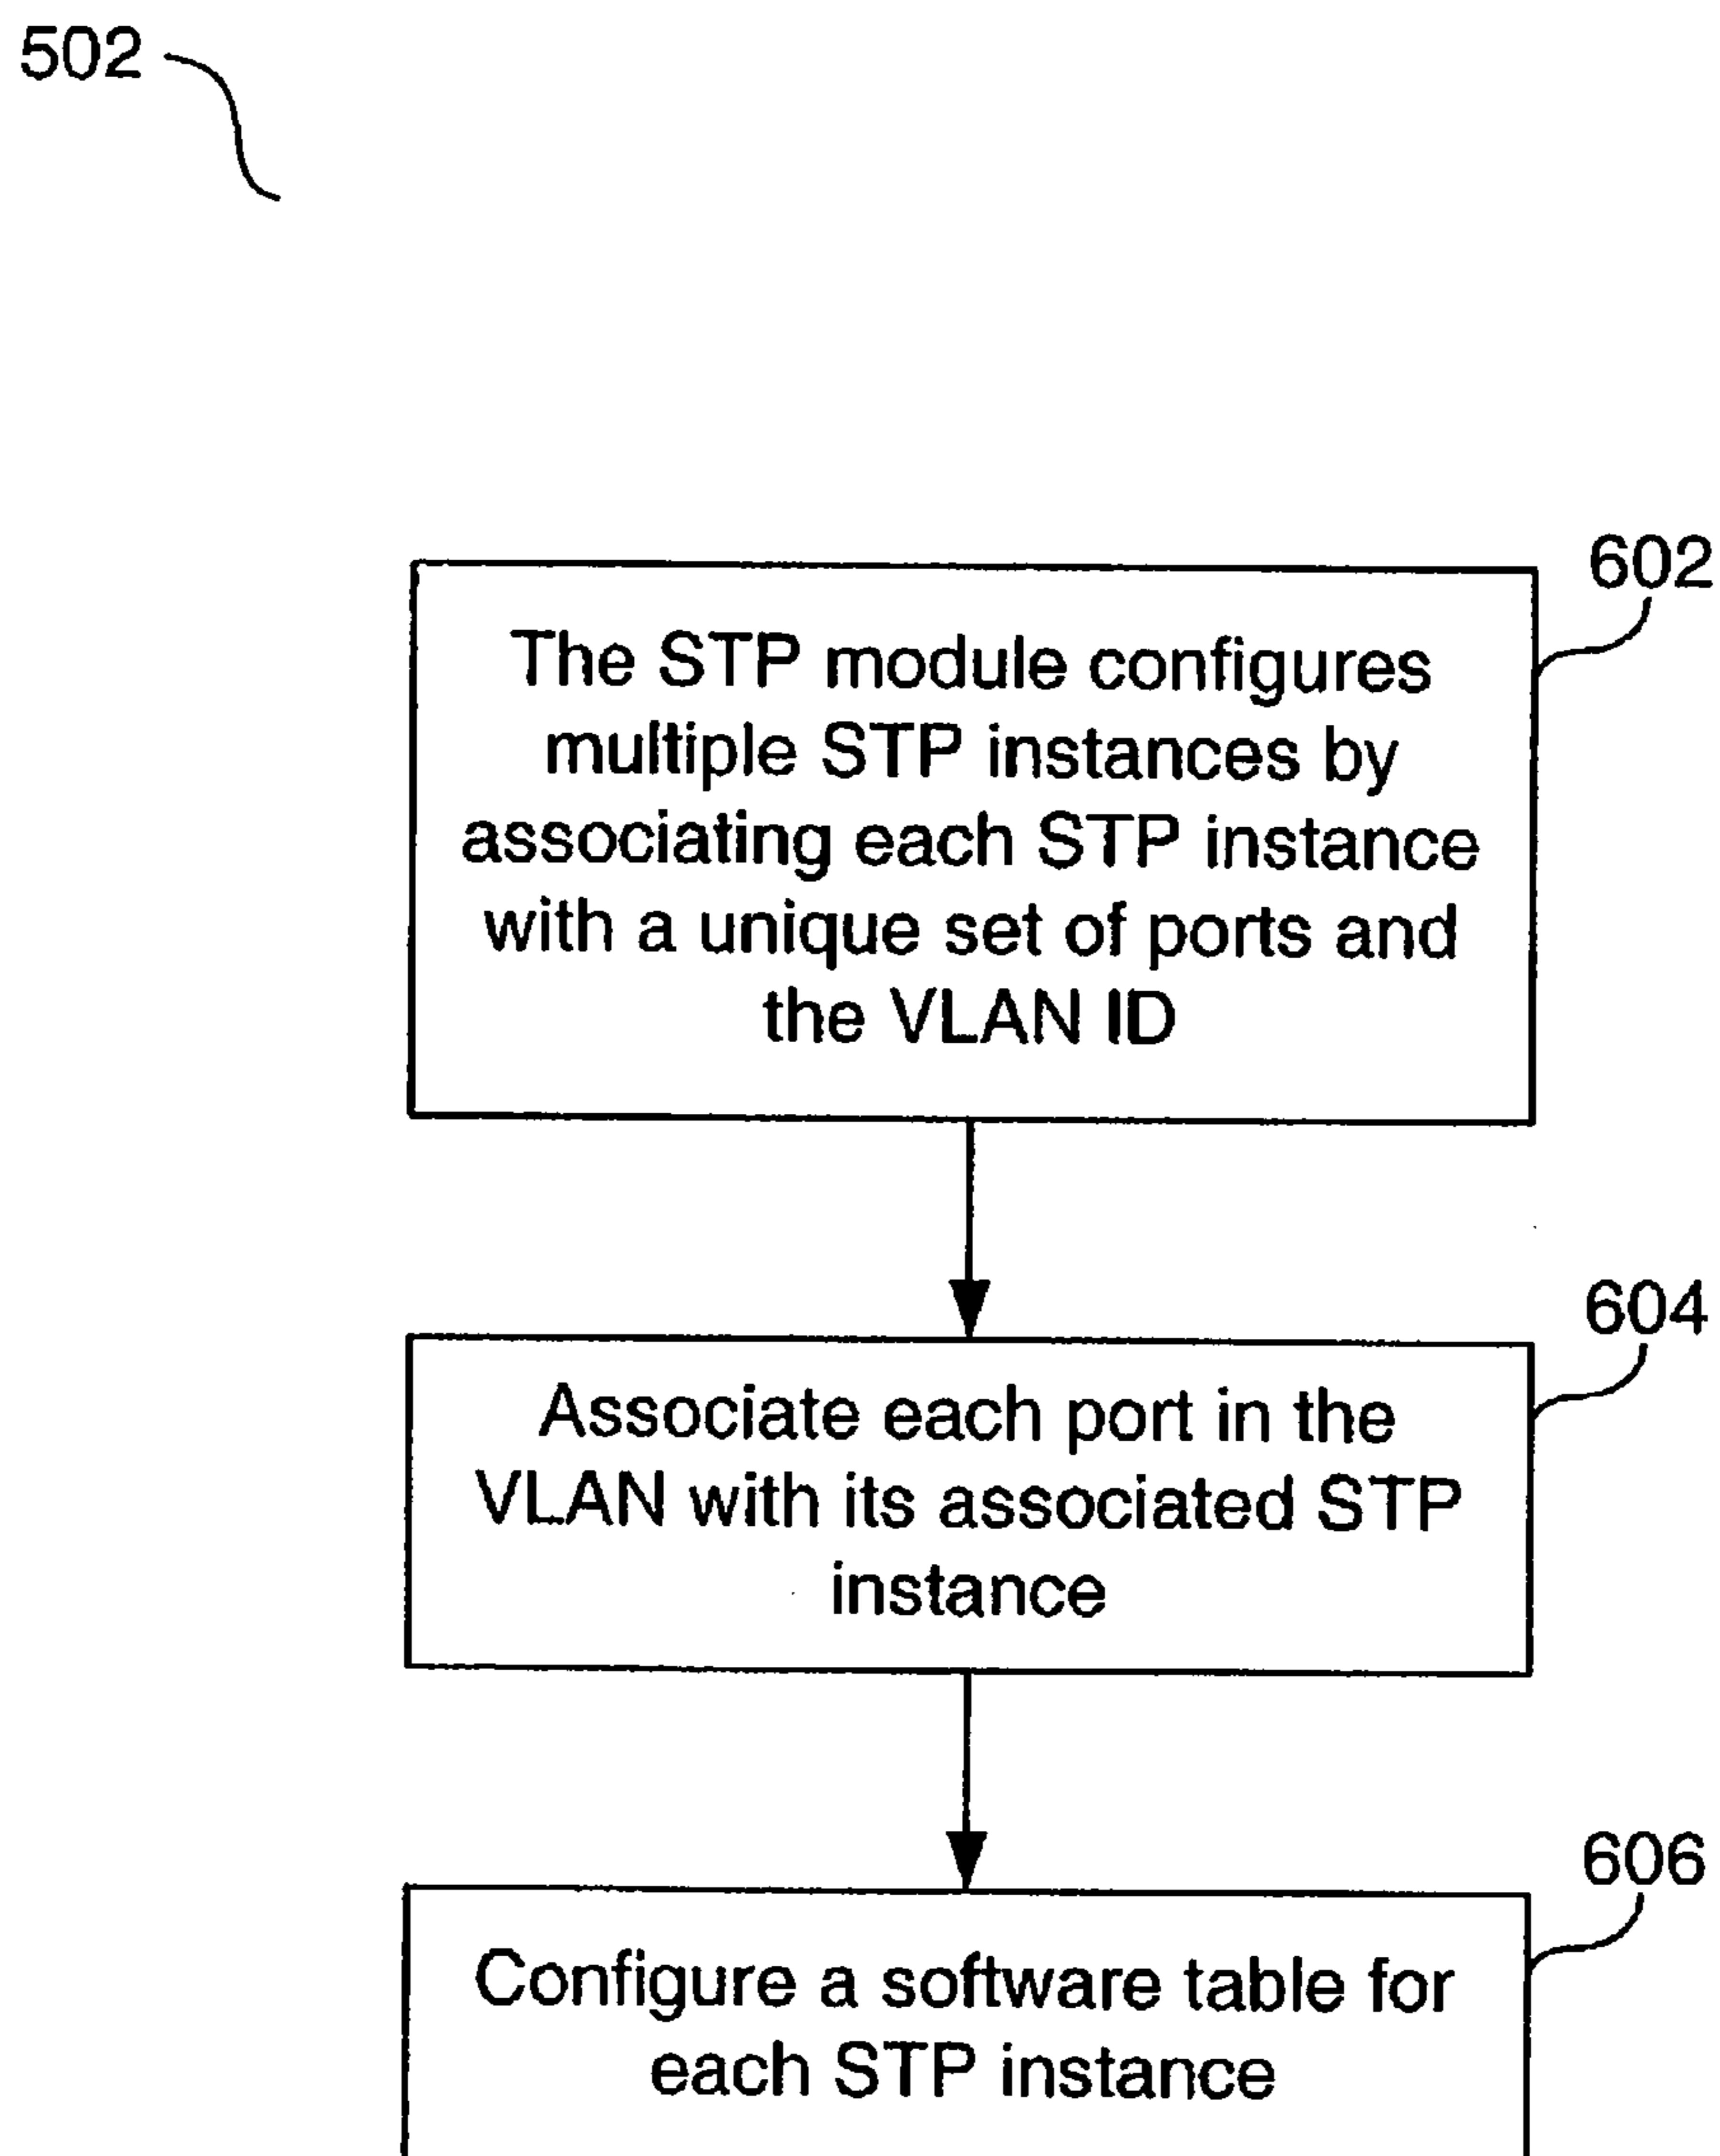 502
602
The STP module configures
multiple STP instances by
associating each STP instance
with a unique set of ports and
the VLAN ID
604
Associate each port in the
VLAN with its associated STP
instance
606
Configure a software table for
each STP instance